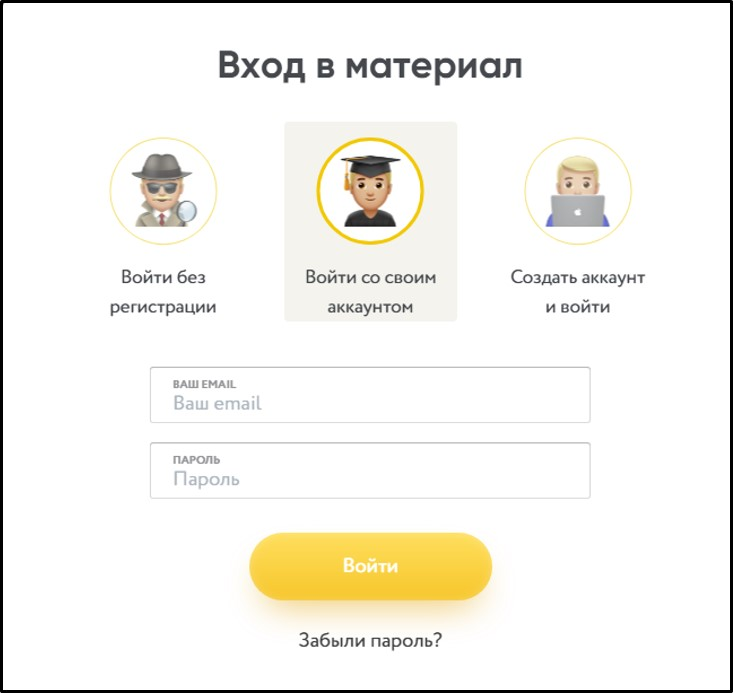 Вход в материал
Войти без
регистрации
Войти со своим
аккаунтом
Создать аккаунт
и войти
ВАШ EMAIL
Ваш email
ПАРОЛЬ
Пароль
Войти
Забыли пароль?